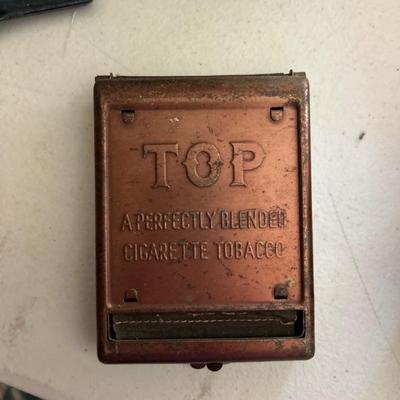 TOP
A PERFECTLY BLENDED
CIGARETTE TOBACCO